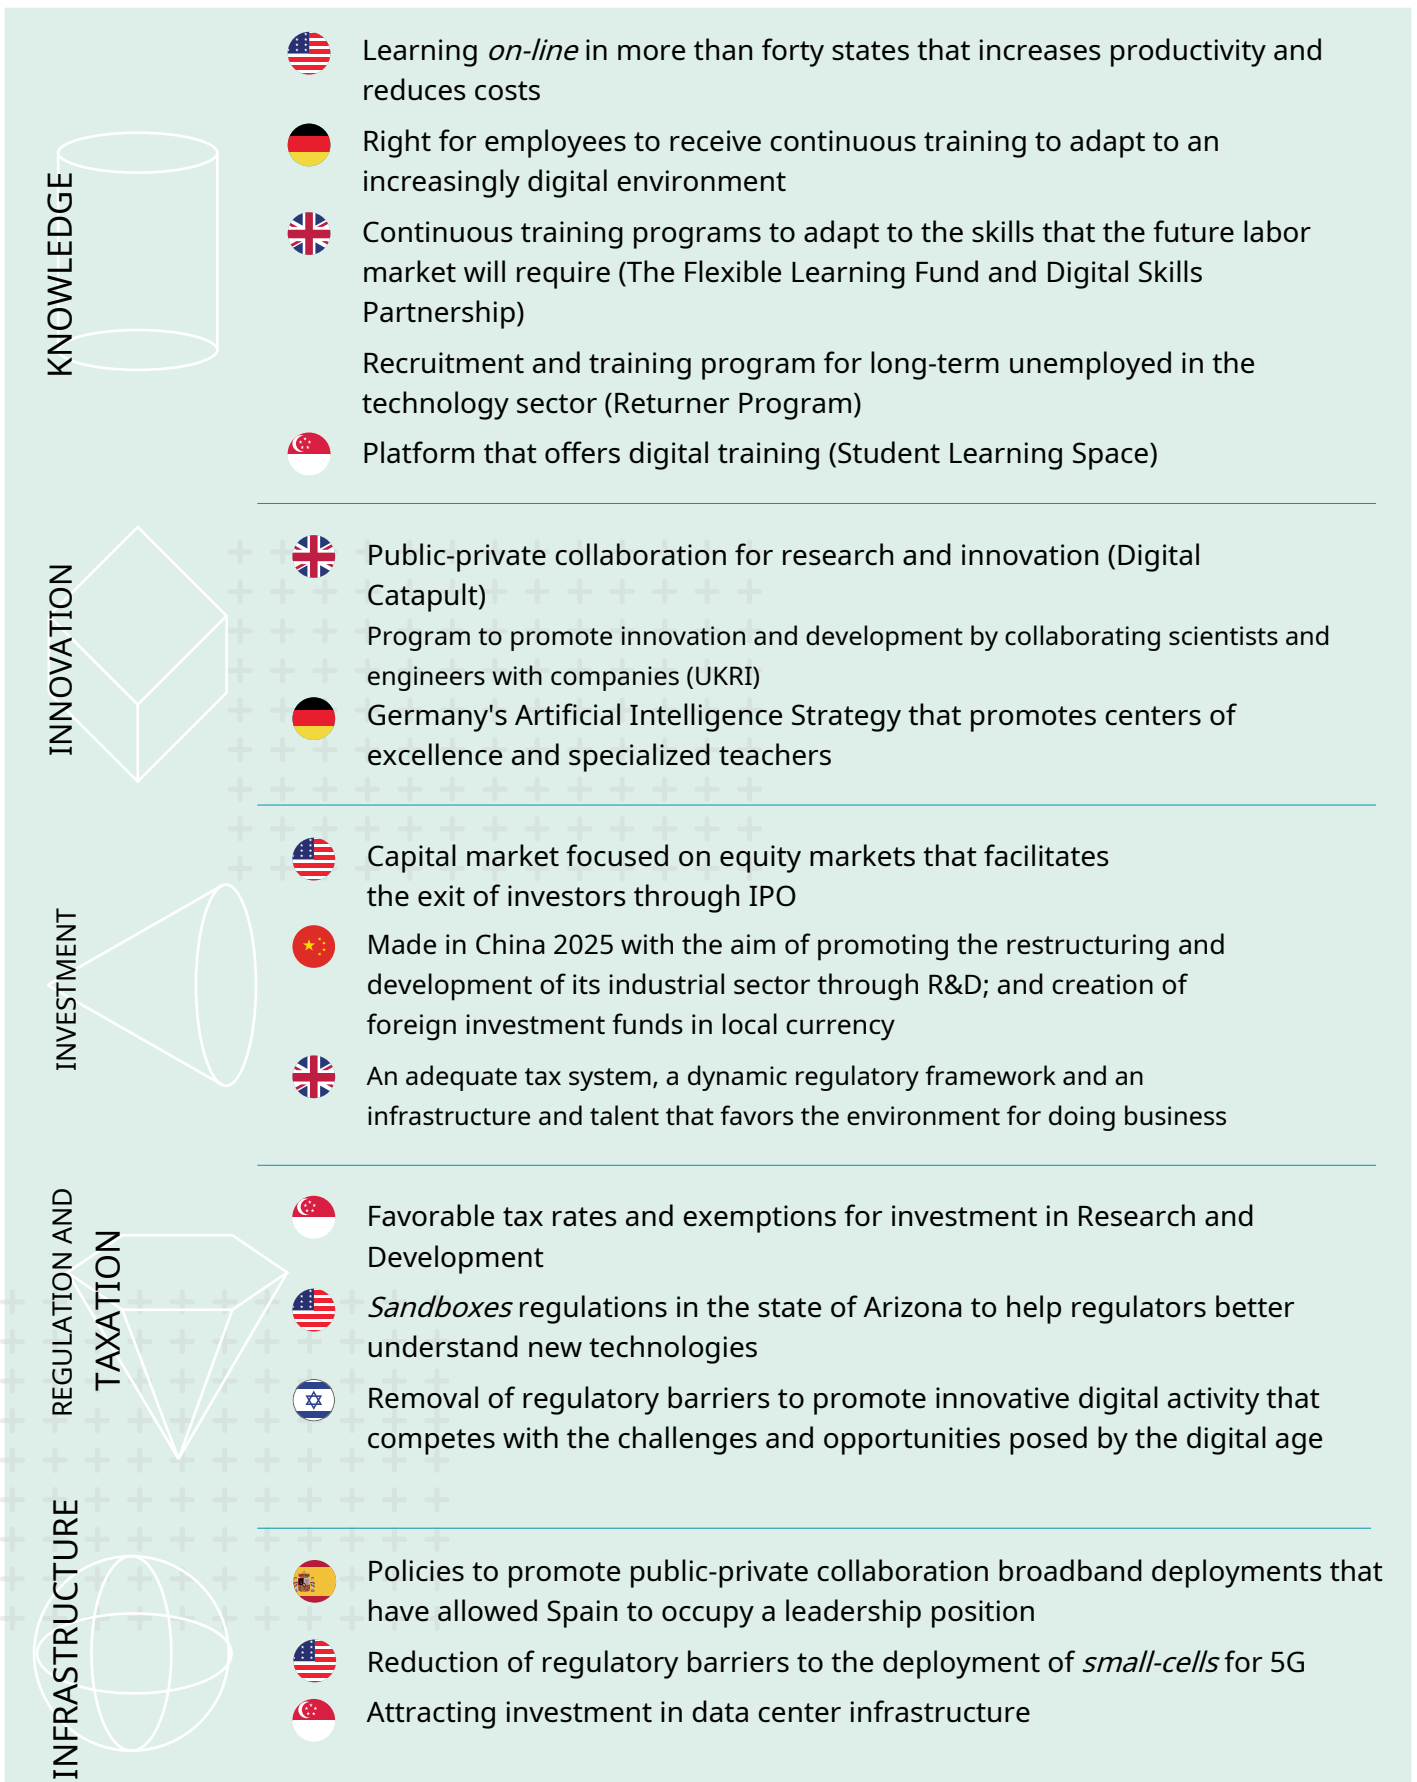 KNOWLEDGE
Learning on-line in more than forty states that increases productivity and
reduces costs
Right for employees to receive continuous training to adapt to an
increasingly digital environment
Continuous training programs to adapt to the skills that the future labor
market will require (The Flexible Learning Fund and Digital Skills
Partnership)
Recruitment and training program for long-term unemployed in the
technology sector (Returner Program)
Platform that offers digital training (Student Learning Space)
INNOVATION
Public-private collaboration for research and innovation (Digital
Catapult)
Program to promote innovation and development by collaborating scientists and
engineers with companies (UKRI)
Germany's Artificial Intelligence Strategy that promotes centers of
excellence and specialized teachers
INVESTMENT
Capital market focused on equity markets that facilitates
the exit of investors through IPO
Made in China 2025 with the aim of promoting the restructuring and
development of its industrial sector through R&D; and creation of
foreign investment funds in local currency
An adequate tax system, a dynamic regulatory framework and an
infrastructure and talent that favors the environment for doing business
REGULATION AND
TAXATION
Favorable tax rates and exemptions for investment in Research and
Development
Sandboxes regulations in the state of Arizona to help regulators better
understand new technologies
Removal of regulatory barriers to promote innovative digital activity that
competes with the challenges and opportunities posed by the digital age
INFRASTRUCTURE
Policies to promote public-private collaboration broadband deployments that
have allowed Spain to occupy a leadership position
Reduction of regulatory barriers to the deployment of small-cells for 5G
Attracting investment in data center infrastructure